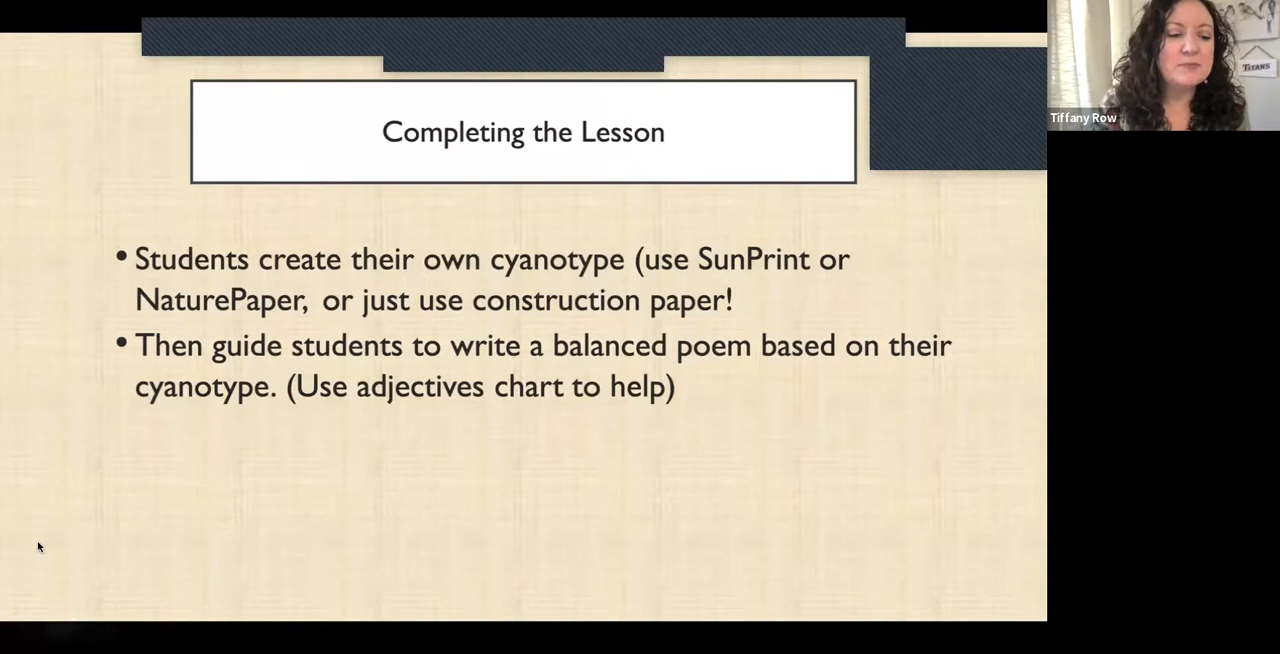 Completing the Lesson
• Students create their own cyanotype (use SunPrint or
NaturePaper, or just use construction paper!
• Then guide students to write a balanced poem based on their
cyanotype. (Use adjectives chart to help)
TITANS
Tiffany Row